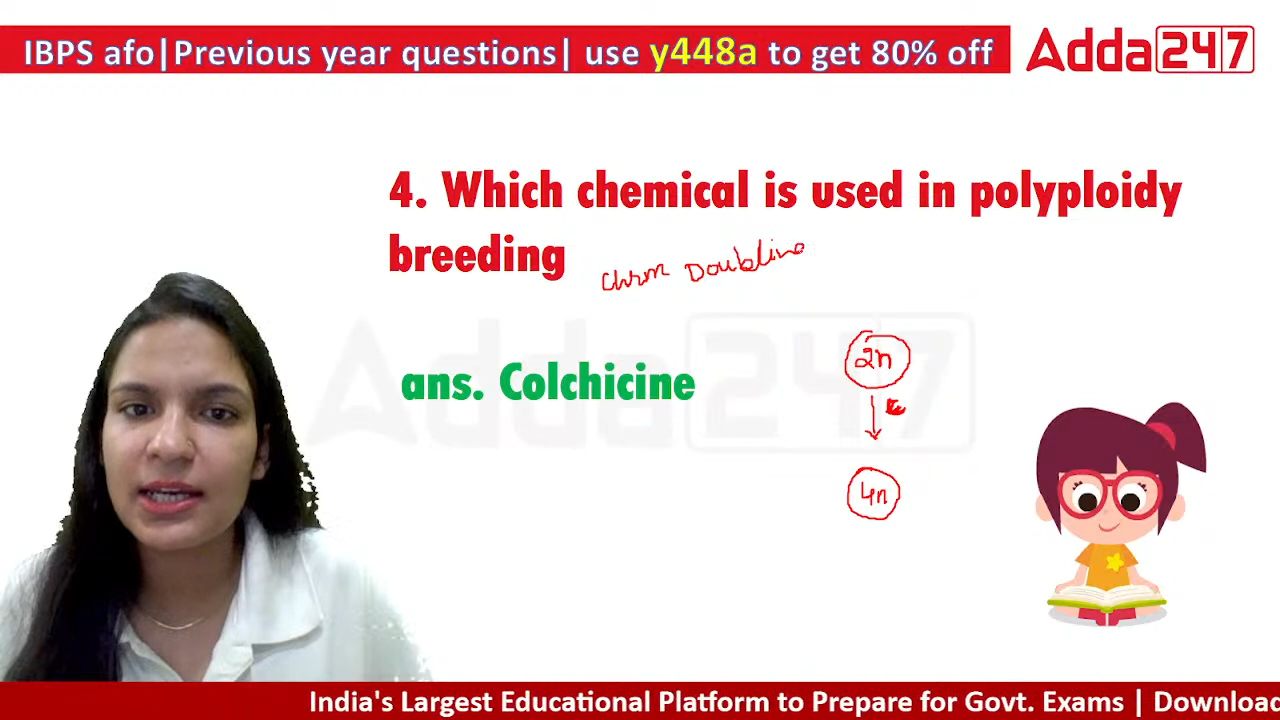 IBPS afo|Previous year questions| use y448a to get 80% off
Adda247
4. Which chemical is used in polyploidy
breeding
Chrm Doubling
ans. Colchicine
2n
4n
Adda247
India's Largest Educational Platform to Prepare for Govt. Exams | Download